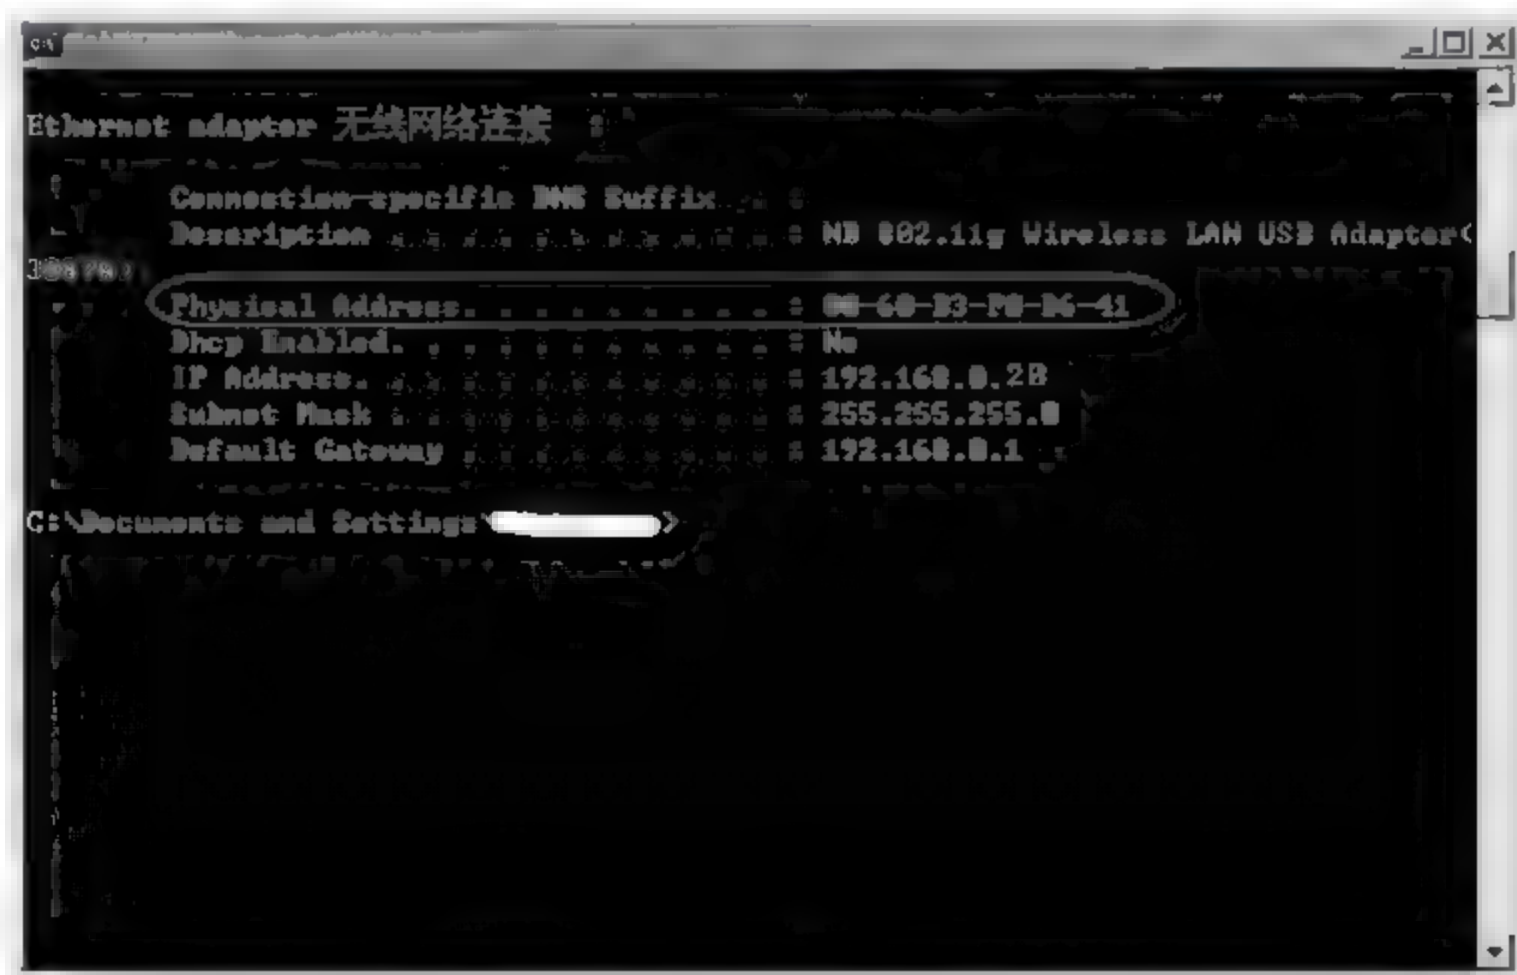 C:\
Ethernet adapter 无线网络连接 :
Connection-specific DNS Suffix . :
Description . . . . . . . . . . . : ND 802.11g Wireless LAN USB Adapter(
Physical Address. . . . . . . . . :
Dhcp Enabled. . . . . . . . . . . : No
IP Address. . . . . . . . . . . . : 192.168.0.20
Subnet Mask . . . . . . . . . . . : 255.255.255.0
Default Gateway . . . . . . . . . : 192.168.0.1
C:\Documents and Settings\ >